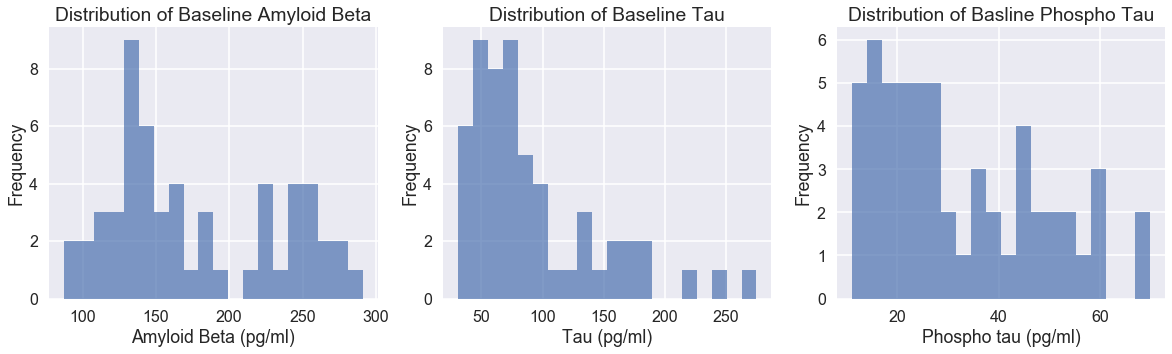 Distribution of Baseline Amyloid Beta
Frequency
8
6
4
2
0
100 150 200 250 300
Amyloid Beta (pg/ml)
Distribution of Baseline Tau
Frequency
8
6
4
2
0
50 100 150 200 250
Tau (pg/ml)
Distribution of Basline Phospho Tau
Frequency
6
5
4
3
2
1
0
20 40 60
Phospho tau (pg/ml)